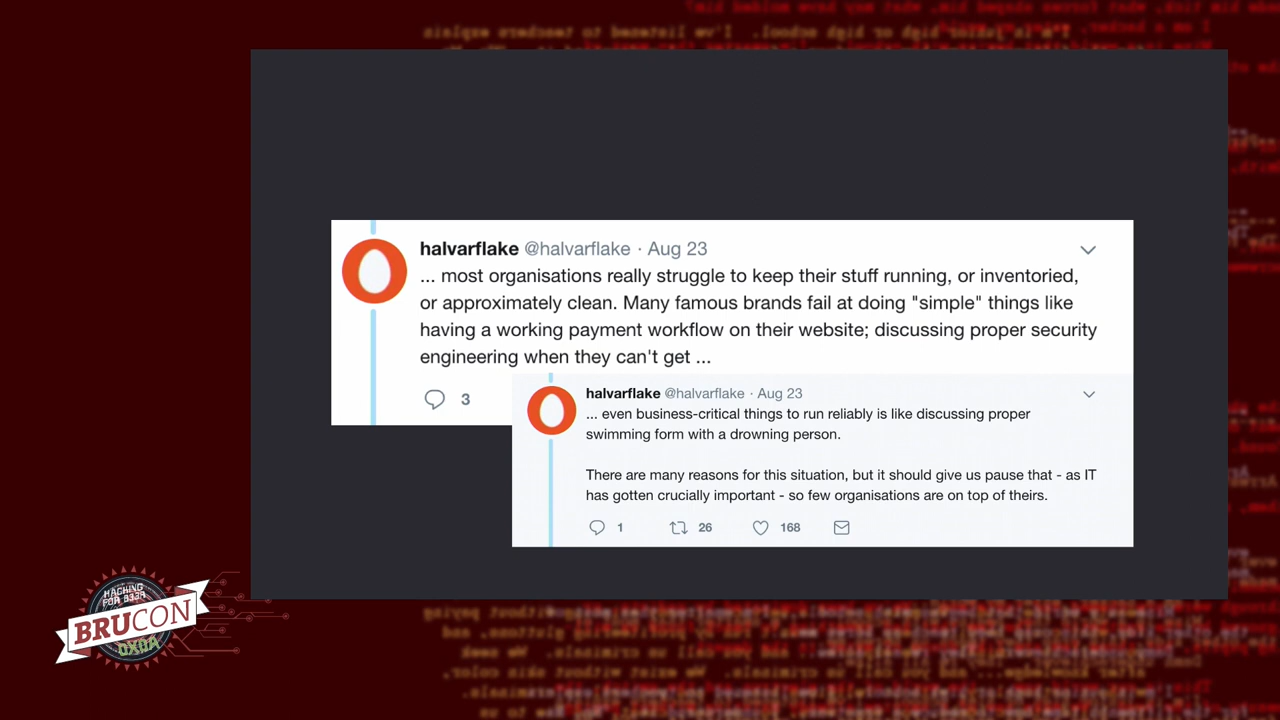 halvarflake @halvarflake · Aug 23
... most organisations really struggle to keep their stuff running, or inventoried,
or approximately clean. Many famous brands fail at doing "simple" things like
having a working payment workflow on their website; discussing proper security
engineering when they can't get ...
3
halvarflake @halvarflake · Aug 23
... even business-critical things to run reliably is like discussing proper
swimming form with a drowning person.
There are many reasons for this situation, but it should give us pause that - as IT
has gotten crucially important - so few organisations are on top of theirs.
1 26 168
HACKING
FOR B33R
BRUCON
0X0A